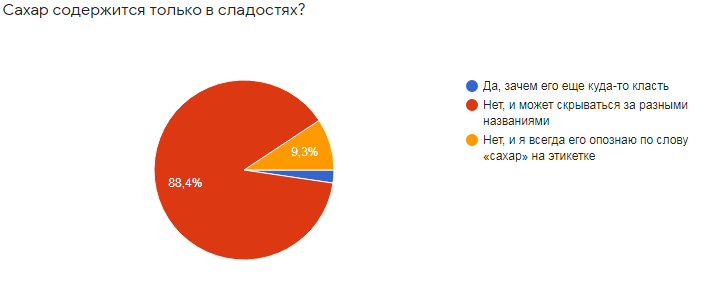 Сахар содержится только в сладостях?
Да, зачем его еще куда-то класть
Нет, и может скрываться за разными
названиями
Нет, и я всегда его опознаю по слову
«сахар» на этикетке
9,3%
88,4%